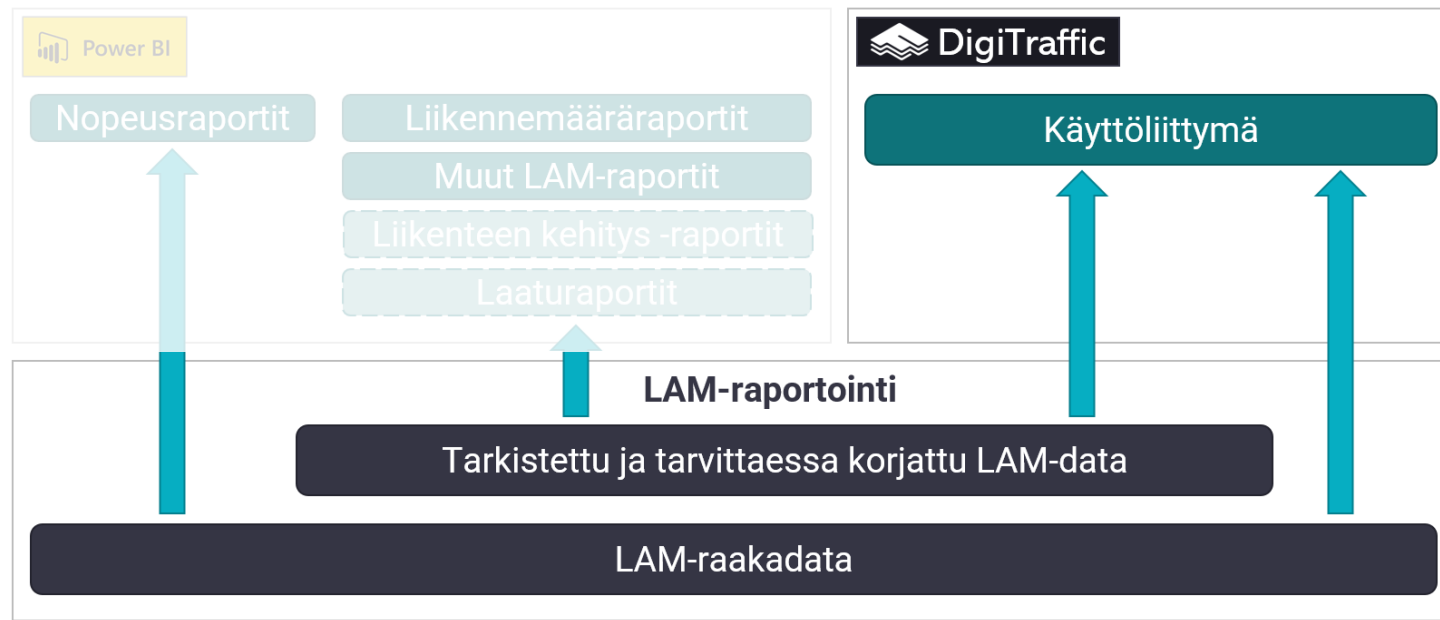 Power BI
DigiTraffic
Nopeusraportit
Liikennemääräraportit
Käyttöliittymä
Muut LAM-raportit
Liikenteen kehitys -raportit
Laaturaportit
LAM-raportointi
Tarkistettu ja tarvittaessa korjattu LAM-data
LAM-raakadata